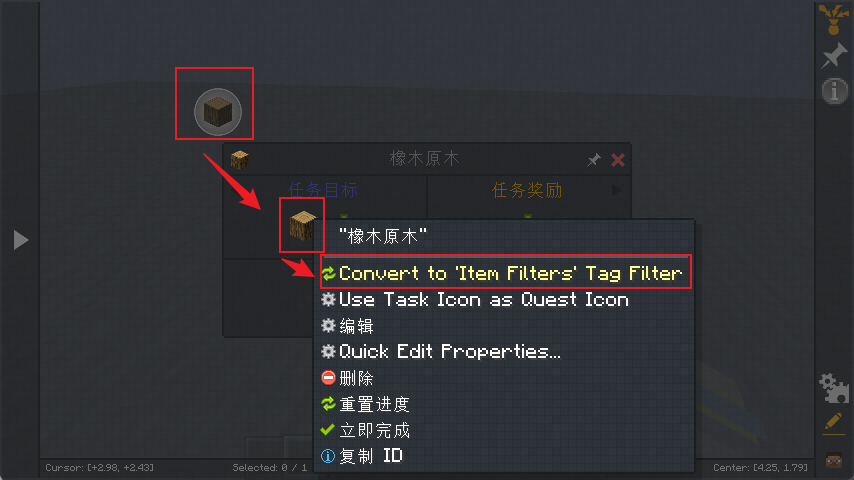 橡木原木
任务目标
任务奖励
"橡木原木"
Convert to 'Item Filters' Tag Filter
Use Task Icon as Quest Icon
编辑
Quick Edit Properties...
删除
重置进度
立即完成
复制 ID
Cursor: [+2.98, +2.43]
Selected: 0 / 1
Center: [4.25, 1.79]